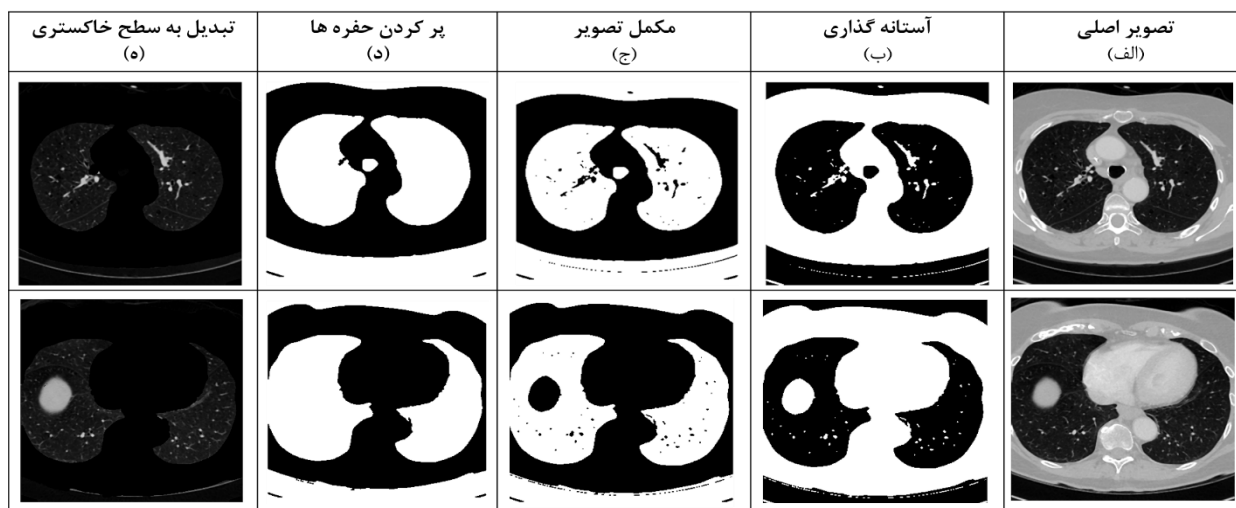 تصویر اصلی
(الف)
آستانه گذاری
(ب)
مکمل تصویر
(ج)
پر کردن حفره ها
(د)
تبدیل به سطح خاکستری
(ه)